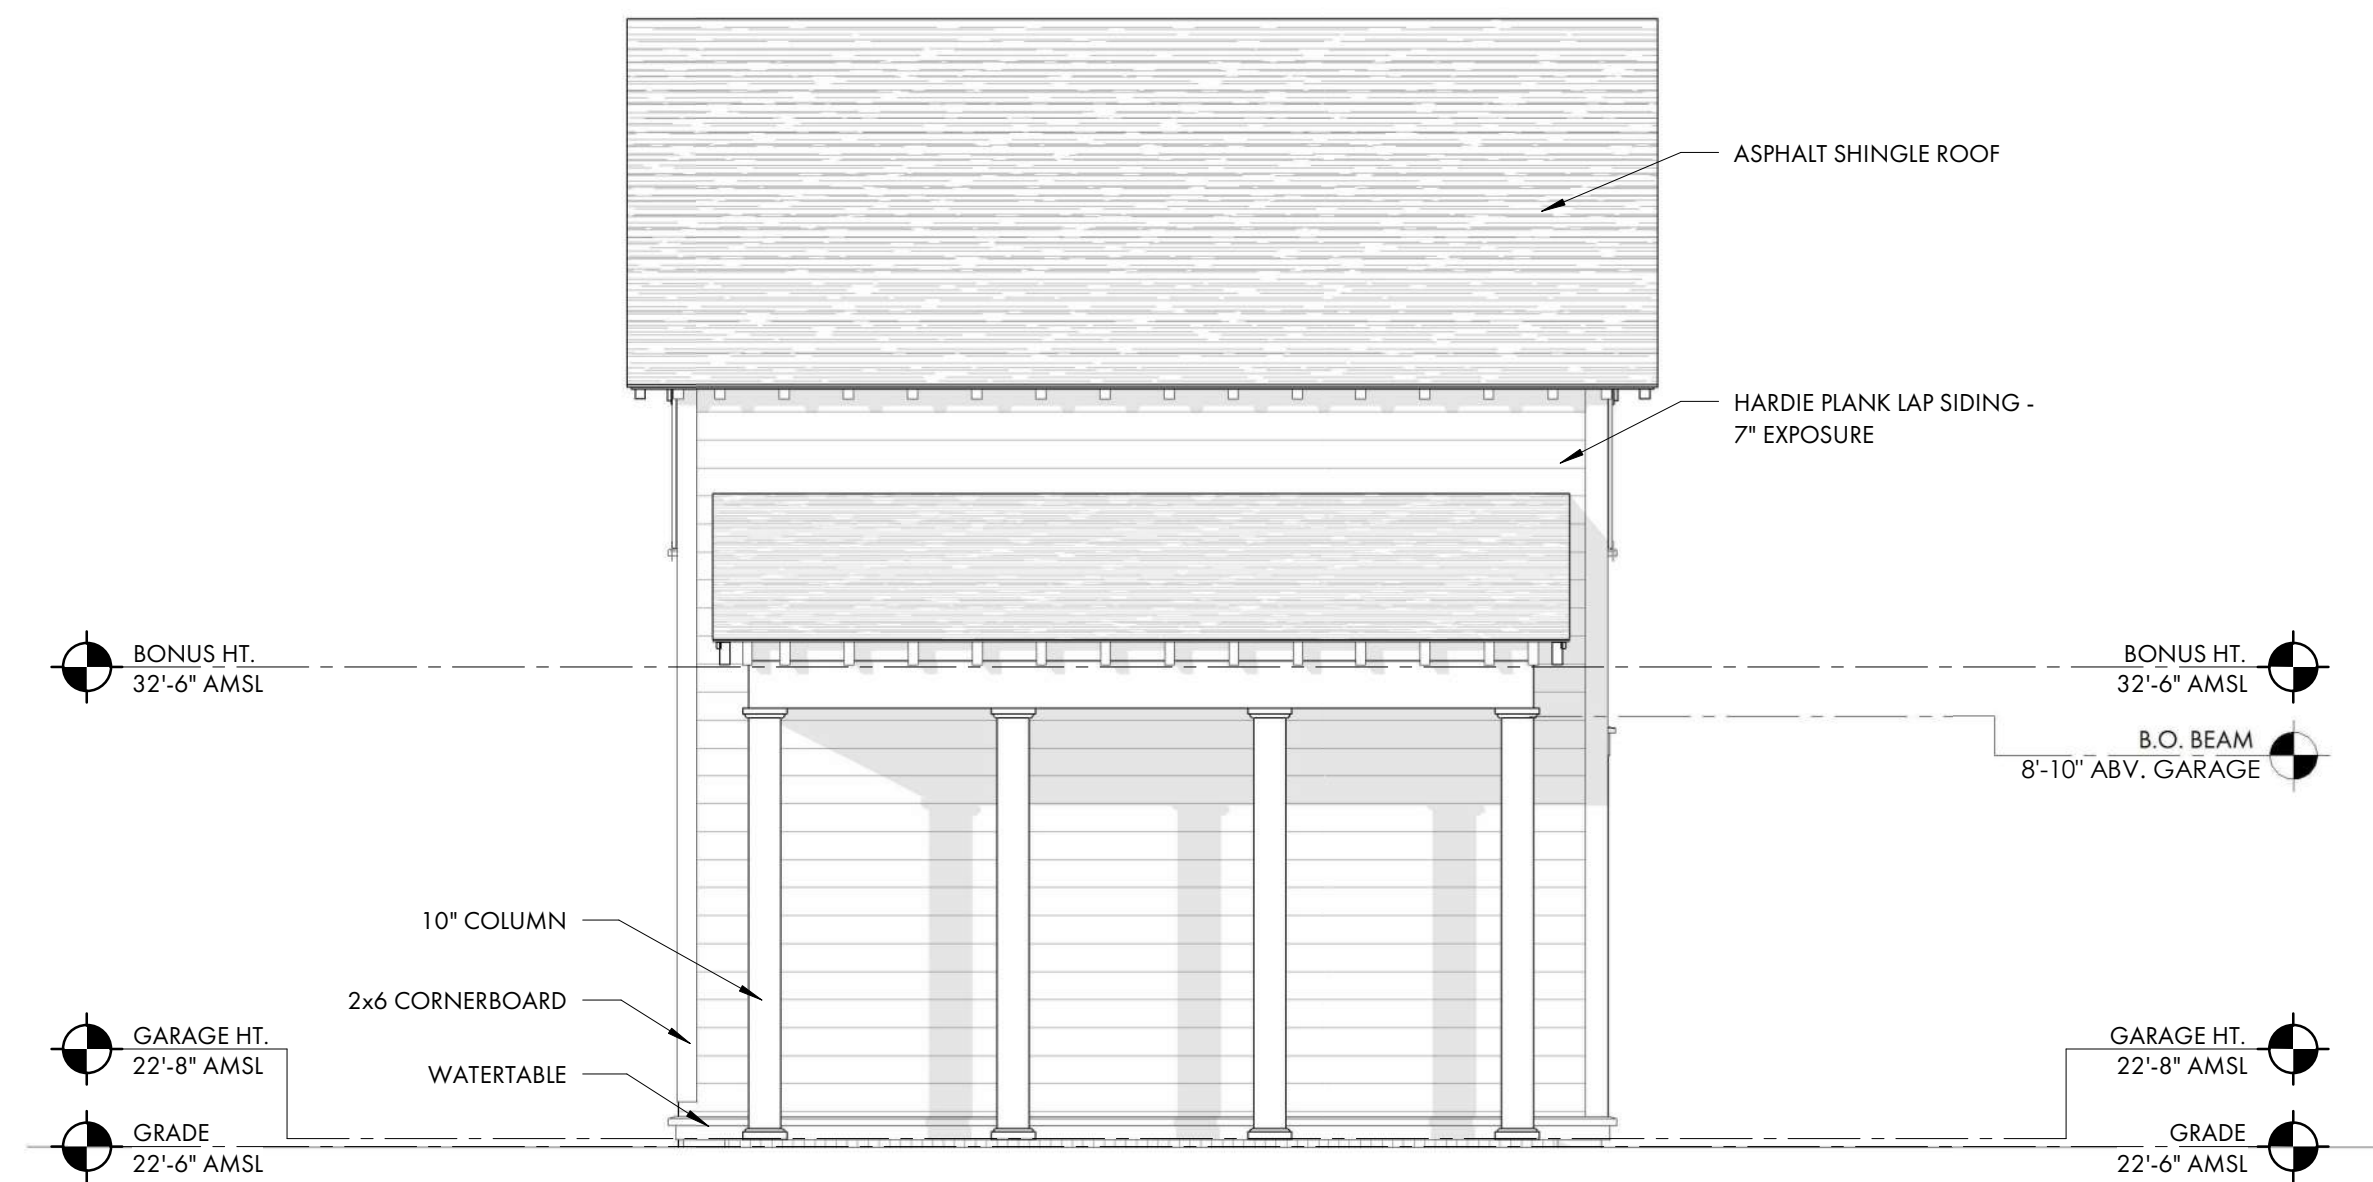 ASPHALT SHINGLE ROOF
HARDIE PLANK LAP SIDING -
7" EXPOSURE
BONUS HT.
32'-6" AMSL
BONUS HT.
32'-6" AMSL
B.O. BEAM
8'-10" ABV. GARAGE
10" COLUMN
2x6 CORNERBOARD
GARAGE HT.
22'-8" AMSL
GARAGE HT.
22'-8" AMSL
WATERTABLE
GRADE
22'-6" AMSL
GRADE
22'-6" AMSL